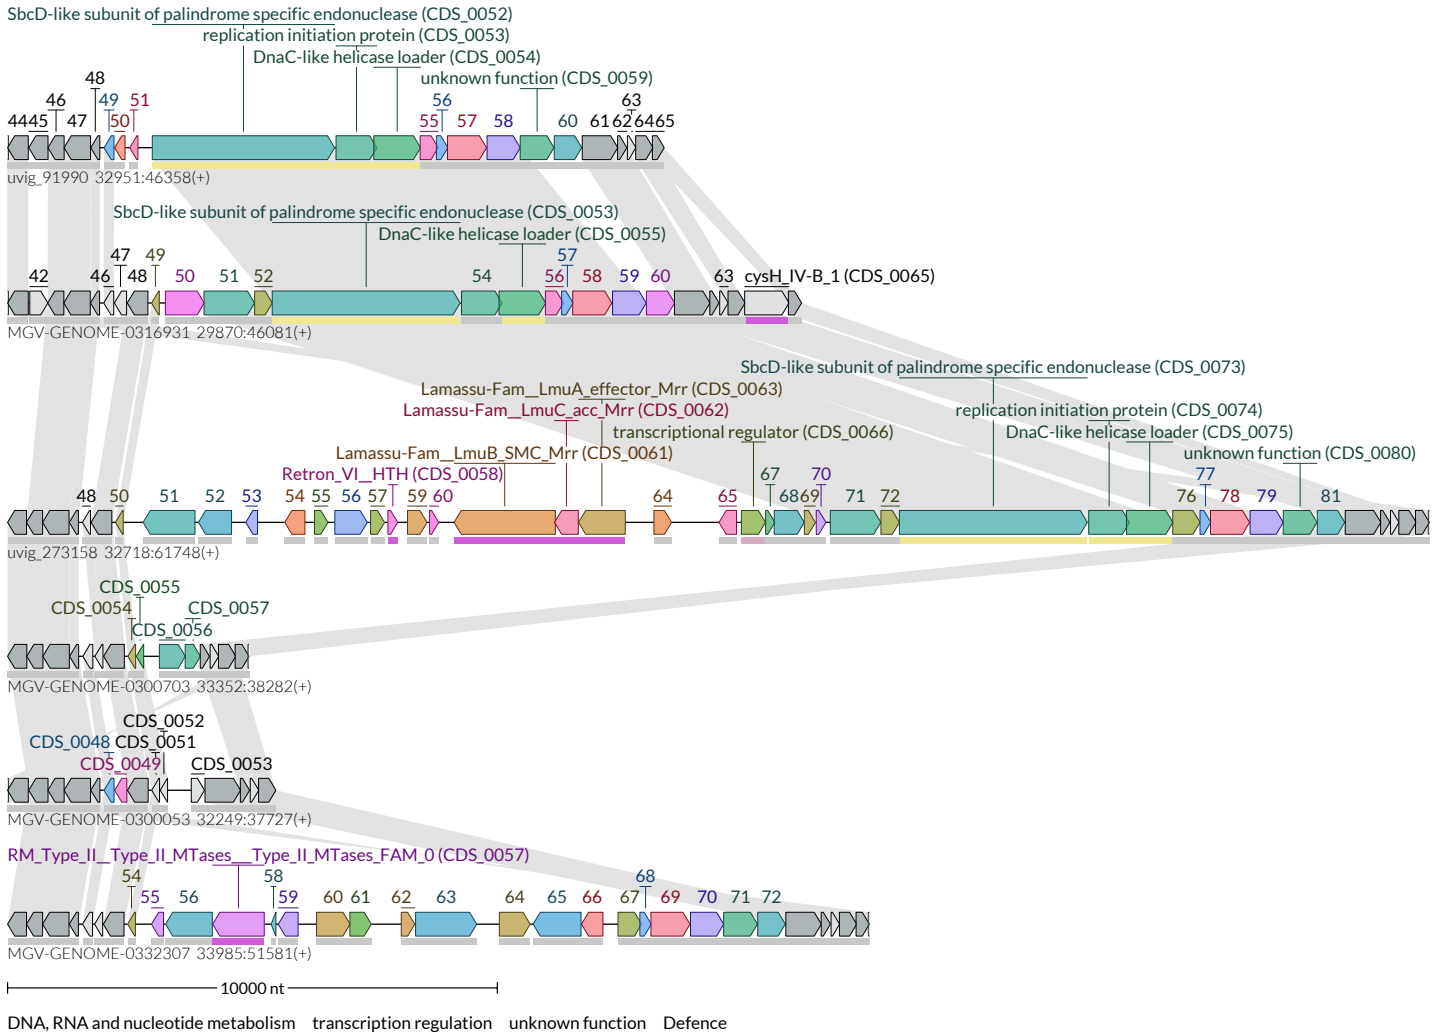 SbcD-like subunit of palindrome specific endonuclease (CDS_0052)
replication initiation protein (CDS_0053)
DnaC-like helicase loader (CDS_0054)
unknown function (CDS_0059)
48
46 49 51 56 63
44 45 47 50 55 57 58 60 61 62 64 65
uvig_91990 32951:46358(+)
SbcD-like subunit of palindrome specific endonuclease (CDS_0053)
DnaC-like helicase loader (CDS_0055)
47 49 57
42 46 48 50 51 52 54 56 58 59 60 63 cysH_IV-B_1 (CDS_0065)
MGV-GENOME-0316931 29870:46081(+)
SbcD-like subunit of palindrome specific endonuclease (CDS_0073)
Lamassu-Fam__LmuA_effector_Mrr (CDS_0063)
Lamassu-Fam__LmuC_acc_Mrr (CDS_0062) replication initiation protein (CDS_0074)
transcriptional regulator (CDS_0066) DnaC-like helicase loader (CDS_0075)
Lamassu-Fam__LmuB_SMC_Mrr (CDS_0061) unknown function (CDS_0080)
Retron_VI__HTH (CDS_0058) 67 70 77
48 50 51 52 53 54 55 56 57 59 60 64 65 68 69 71 72 76 78 79 81
uvig_273158 32718:61748(+)
CDS_0055
CDS_0054 CDS_0057
CDS_0056
MGV-GENOME-0300703 33352:38282(+)
CDS_0052
CDS_0048 CDS_0051
CDS_0049 CDS_0053
MGV-GENOME-0300053 32249:37727(+)
RM_Type_II__Type_II_MTases___Type_II_MTases_FAM_0 (CDS_0057)
54 58 68
55 56 59 60 61 62 63 64 65 66 67 69 70 71 72
MGV-GENOME-0332307 33985:51581(+)
10000 nt
DNA, RNA and nucleotide metabolism transcription regulation unknown function Defence